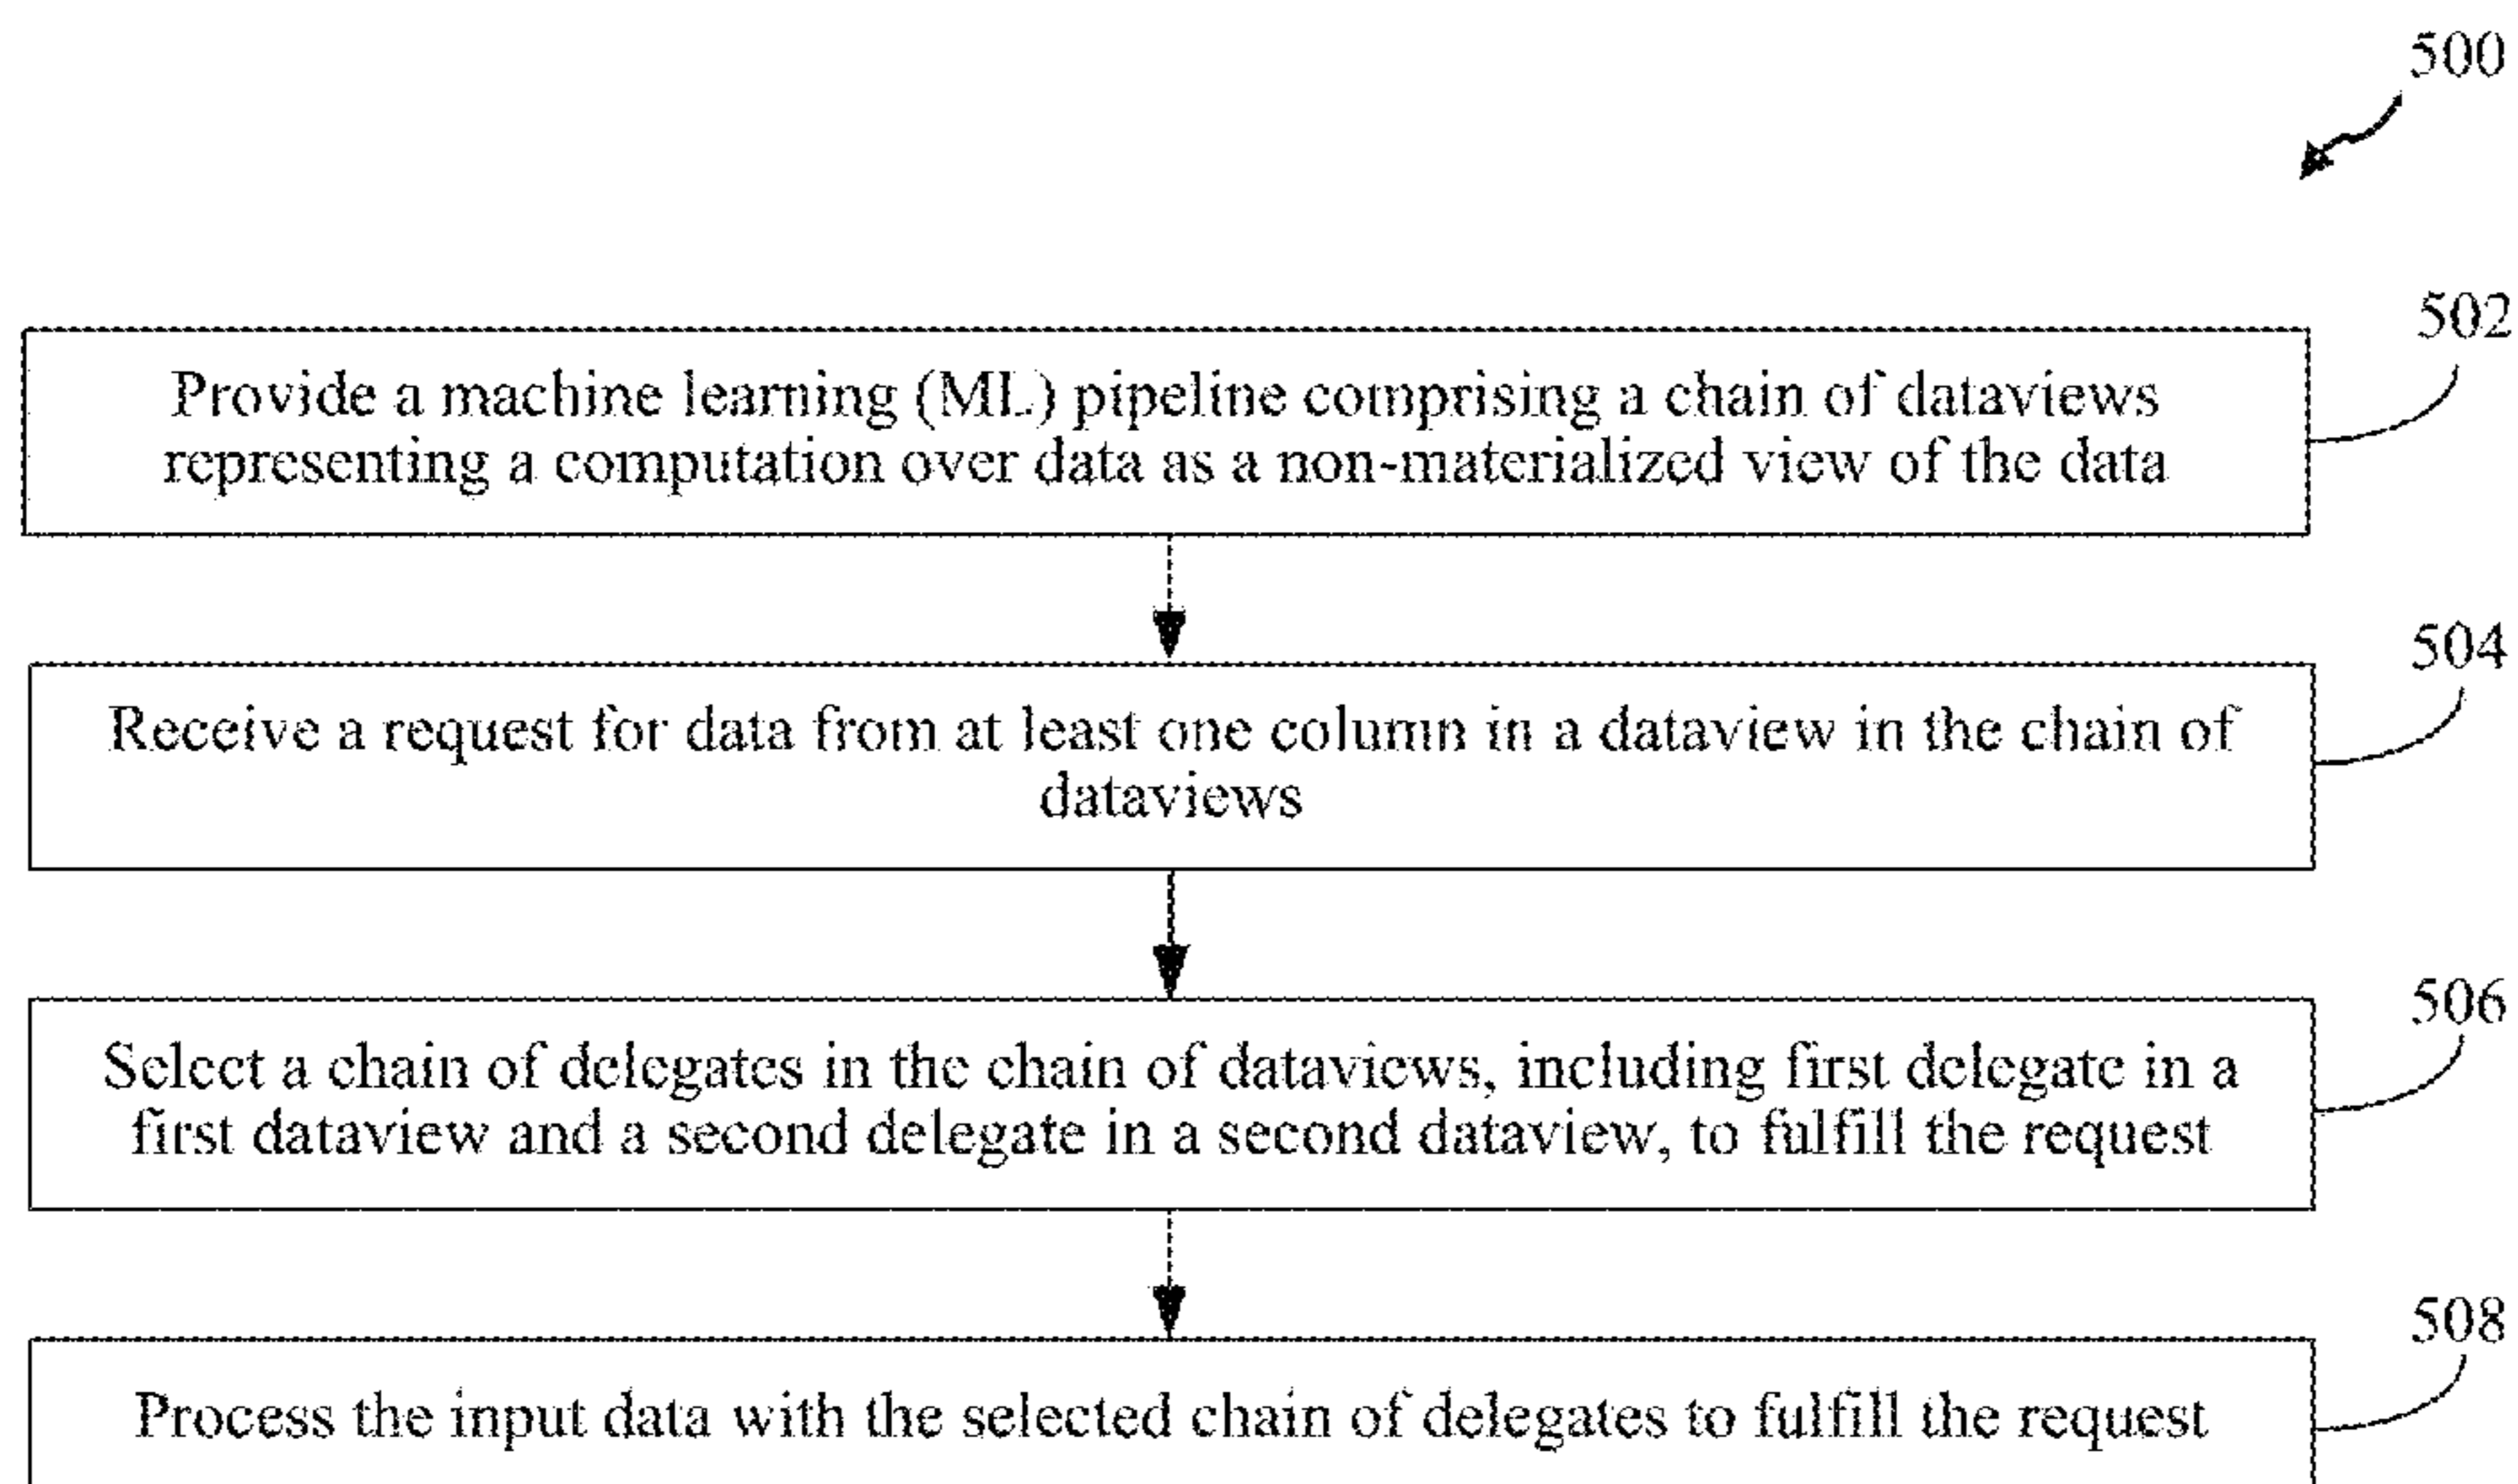 500
502
Provide a machine learning (ML) pipeline comprising a chain of dataviews
representing a computation over data as a non-materialized view of the data
504
Receive a request for data from at least one column in a dataview in the chain of
dataviews
506
Select a chain of delegates in the chain of dataviews, including first delegate in a
first dataview and a second delegate in a second dataview, to fulfill the request
508
Process the input data with the selected chain of delegates to fulfill the request